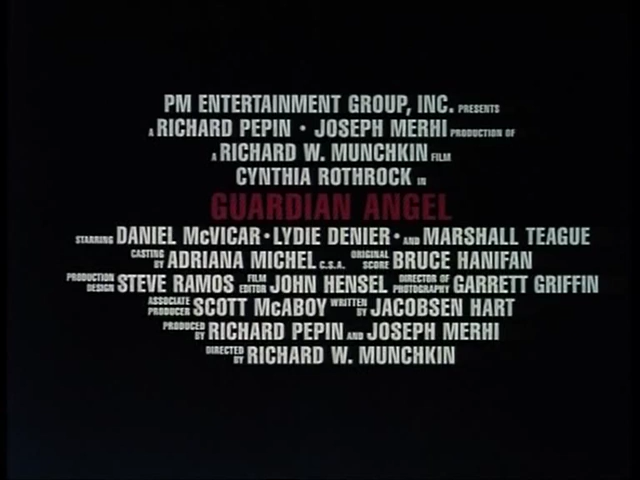 PM ENTERTAINMENT GROUP, INC. PRESENTS
A RICHARD PEPIN • JOSEPH MERHI PRODUCTION OF
A RICHARD W. MUNCHKIN FILM
CYNTHIA ROTHROCK IN
GUARDIAN ANGEL
STARRING DANIEL McVICAR • LYDIE DENIER • AND MARSHALL TEAGUE
CASTING BY ADRIANA MICHEL C.S.A. ORIGINAL SCORE BRUCE HANIFAN
PRODUCTION DESIGN STEVE RAMOS FILM EDITOR JOHN HENSEL DIRECTOR OF PHOTOGRAPHY GARRETT GRIFFIN
ASSOCIATE PRODUCER SCOTT McABOY WRITTEN BY JACOBSEN HART
PRODUCED BY RICHARD PEPIN AND JOSEPH MERHI
DIRECTED BY RICHARD W. MUNCHKIN